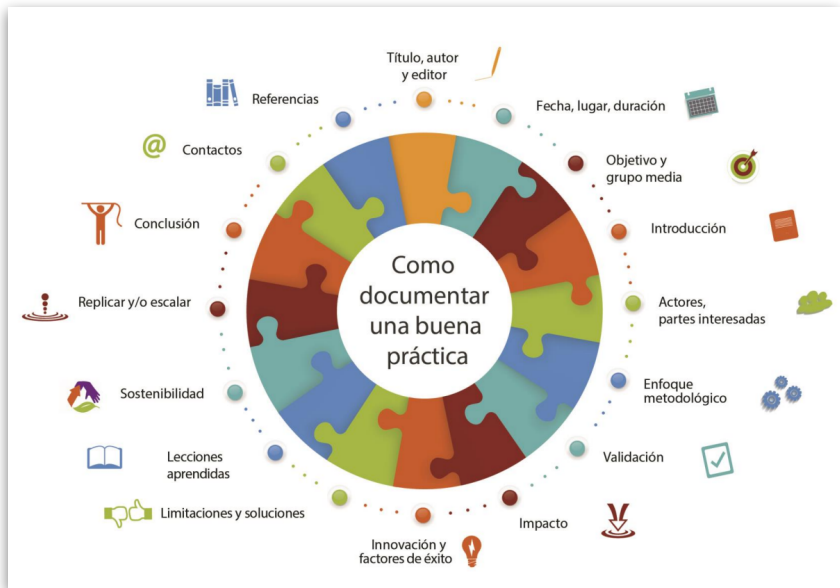 Como
documentar
una buena
práctica
Título, autor
y editor
Fecha, lugar, duración
Objetivo y
grupo media
Introducción
Actores,
partes interesadas
Enfoque
metodológico
Validación
Impacto
Innovación y
factores de éxito
Limitaciones y soluciones
Lecciones
aprendidas
Sostenibilidad
Replicar y/o escalar
Conclusión
Contactos
@
Referencias